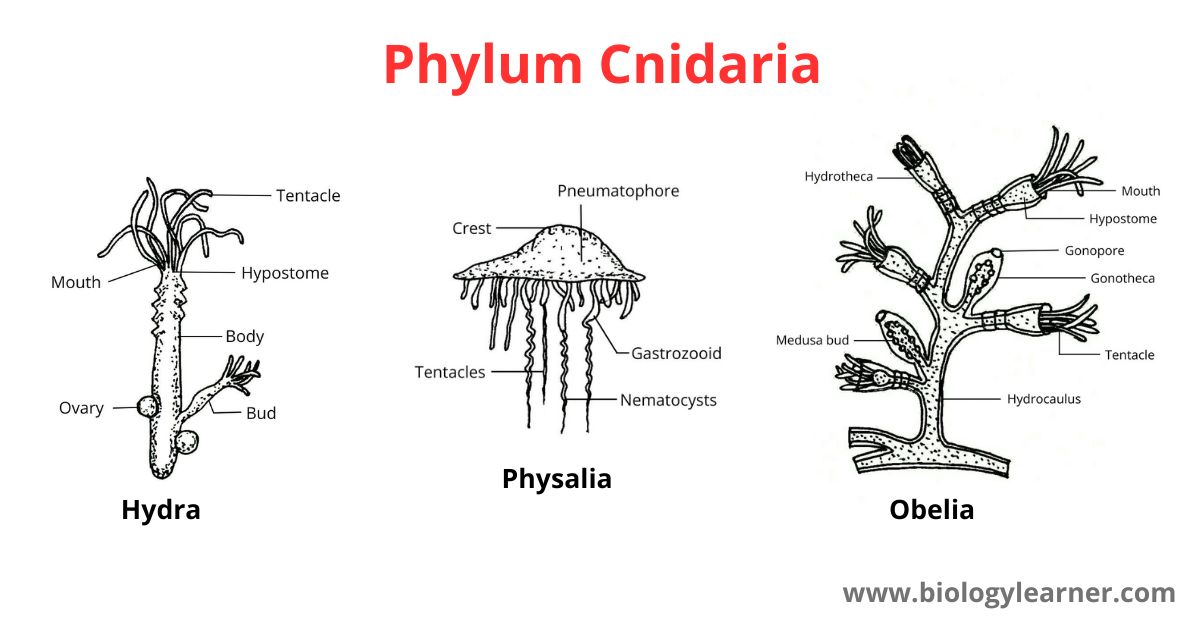 Phylum Cnidaria
Tentacle
Mouth
Hypostome
Body
Ovary
Bud
Hydra
Pneumatophore
Crest
Gastrozooid
Tentacles
Nematocysts
Physalia
Hydrotheca
Mouth
Hypostome
Gonopore
Gonotheca
Medusa bud
Tentacle
Hydrocaulus
Obelia
www.biologylearner.com